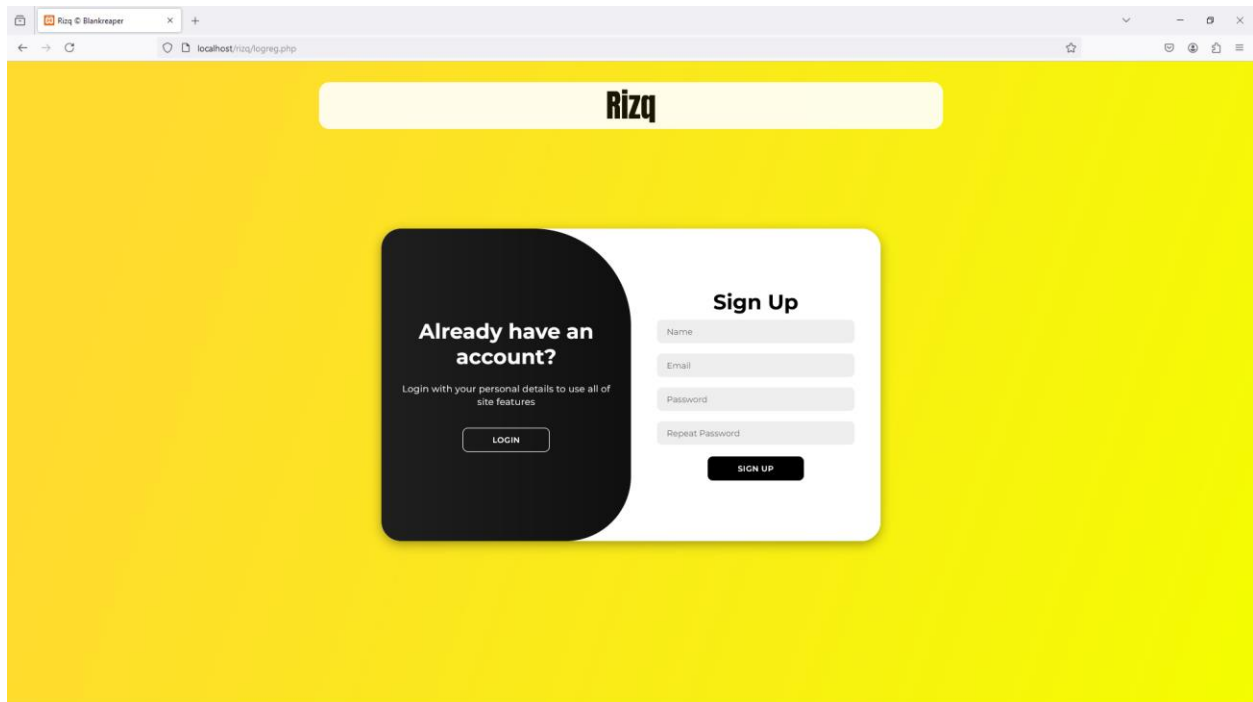 Rizq © Blankreaper
localhost/rizq/logreg.php
Rizq
Already have an
account?
Login with your personal details to use all of
site features
LOGIN
Sign Up
Name
Email
Password
Repeat Password
SIGN UP